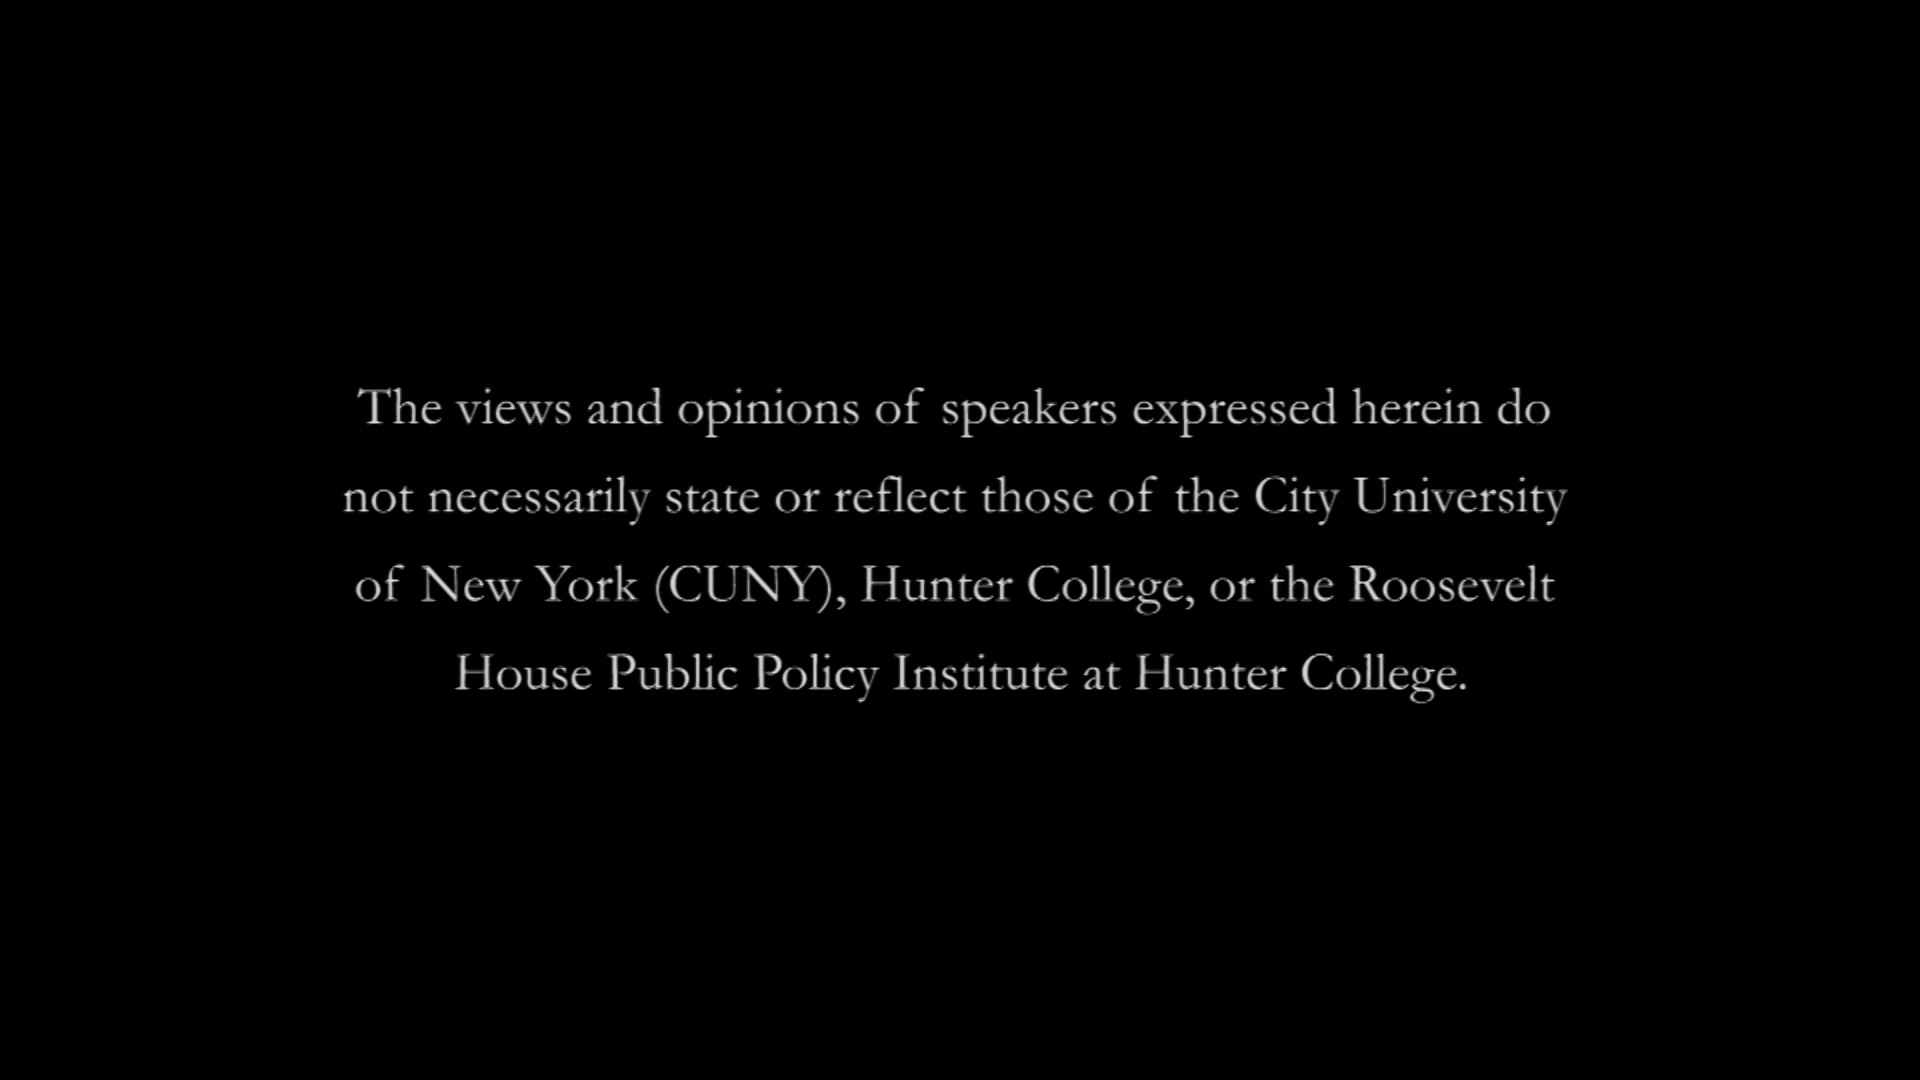 The views and opinions of speakers expressed herein do
not necessarily state or reflect those of the City University
of New York (CUNY), Hunter College, or the Roosevelt
House Public Policy Institute at Hunter College.